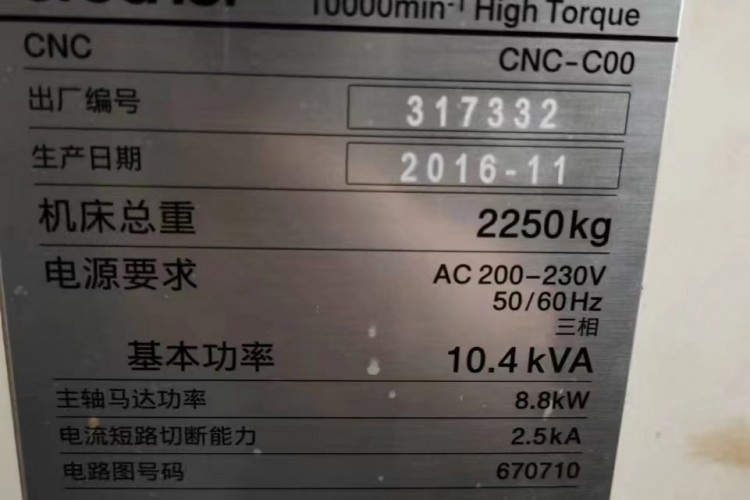 10000min-1 High Torque
CNC CNC-C00
出厂编号 317332
生产日期 2016-11
机床总重 2250kg
电源要求 AC 200-230V
50/60Hz
三相
基本功率 10.4kVA
主轴马达功率 8.8kW
电流短路切断能力 2.5kA
电路图号码 670710